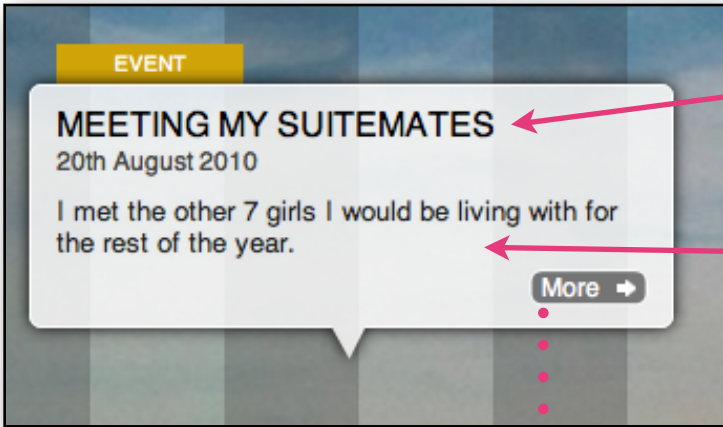 EVENT
MEETING MY SUITEMATES
20th August 2010
I met the other 7 girls I would be living with for
the rest of the year.
More